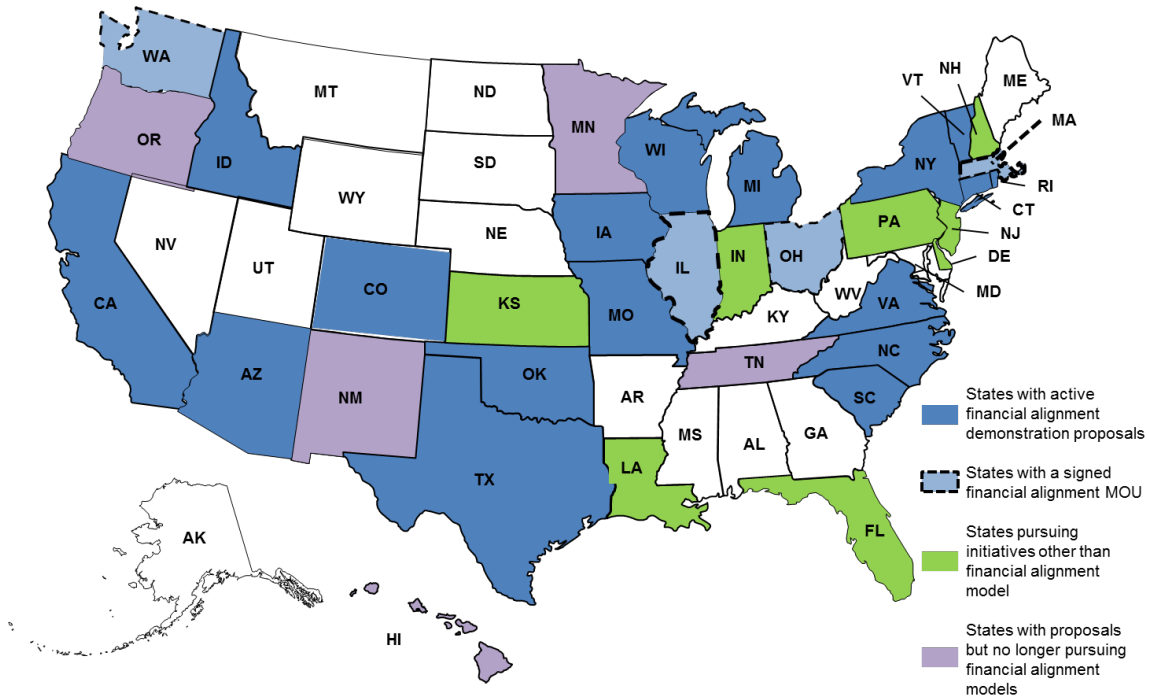 WA
MT
ND
MN
VT
NH
ME
MA
OR
ID
SD
WI
MI
NY
RI
WY
CT
NV
NE
IA
PA
NJ
UT
IL
IN
OH
DE
CA
CO
KS
MO
WV
VA
MD
KY
NC
AZ
NM
OK
TN
SC
AR
MS
AL
GA
TX
LA
FL
AK
HI
States with active
financial alignment
demonstration proposals
States with a signed
financial alignment MOU
States pursuing
initiatives other than
financial alignment
model
States with proposals
but no longer pursuing
financial alignment
models